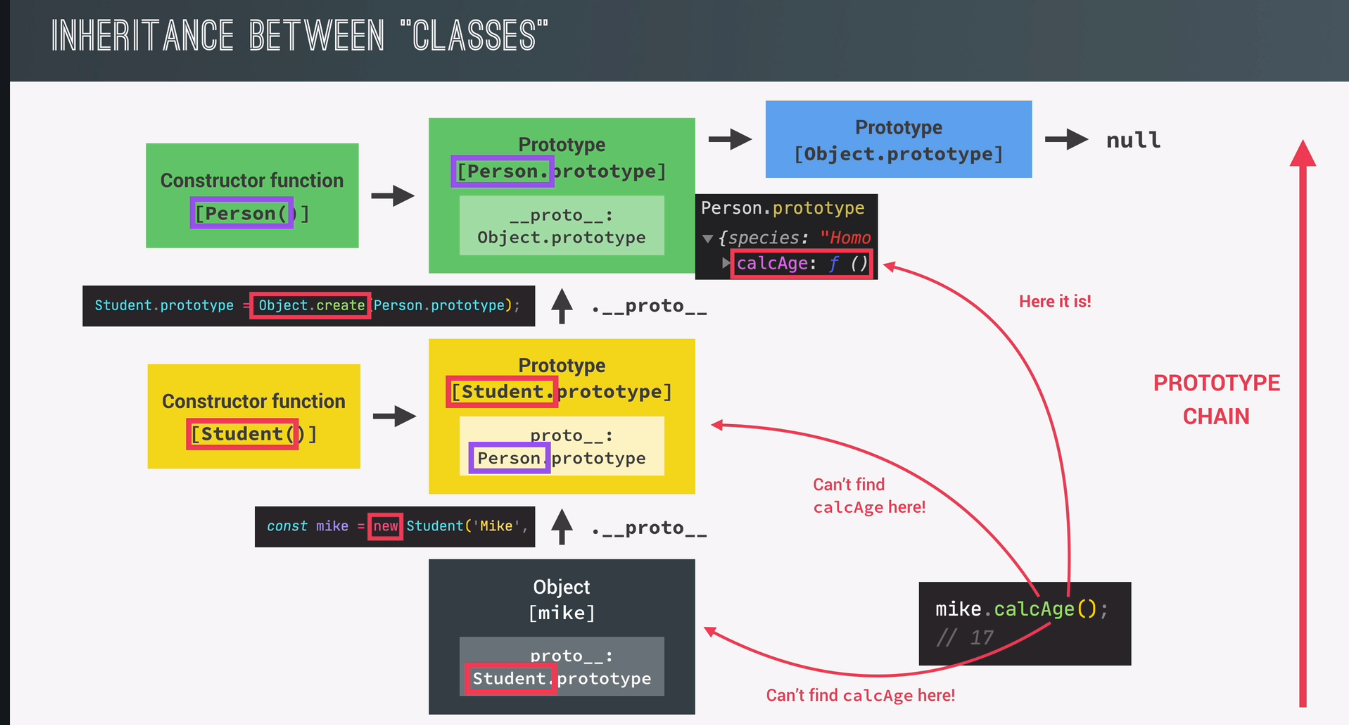 INHERITANCE BETWEEN "CLASSES"
Constructor function
[Person()]
Prototype
[Person.prototype]
__proto__:
Object.prototype
Prototype
[Object.prototype]
null
Person.prototype
▼{species: "Homo
▶calcAge: ƒ ()
Here it is!
Student.prototype = Object.create(Person.prototype);
.__proto__
Constructor function
[Student()]
Prototype
[Student.prototype]
proto__:
Person.prototype
PROTOTYPE
CHAIN
Can't find
calcAge here!
const mike = new Student('Mike',
.__proto__
Object
[mike]
proto__:
Student.prototype
mike.calcAge();
// 17
Can't find calcAge here!